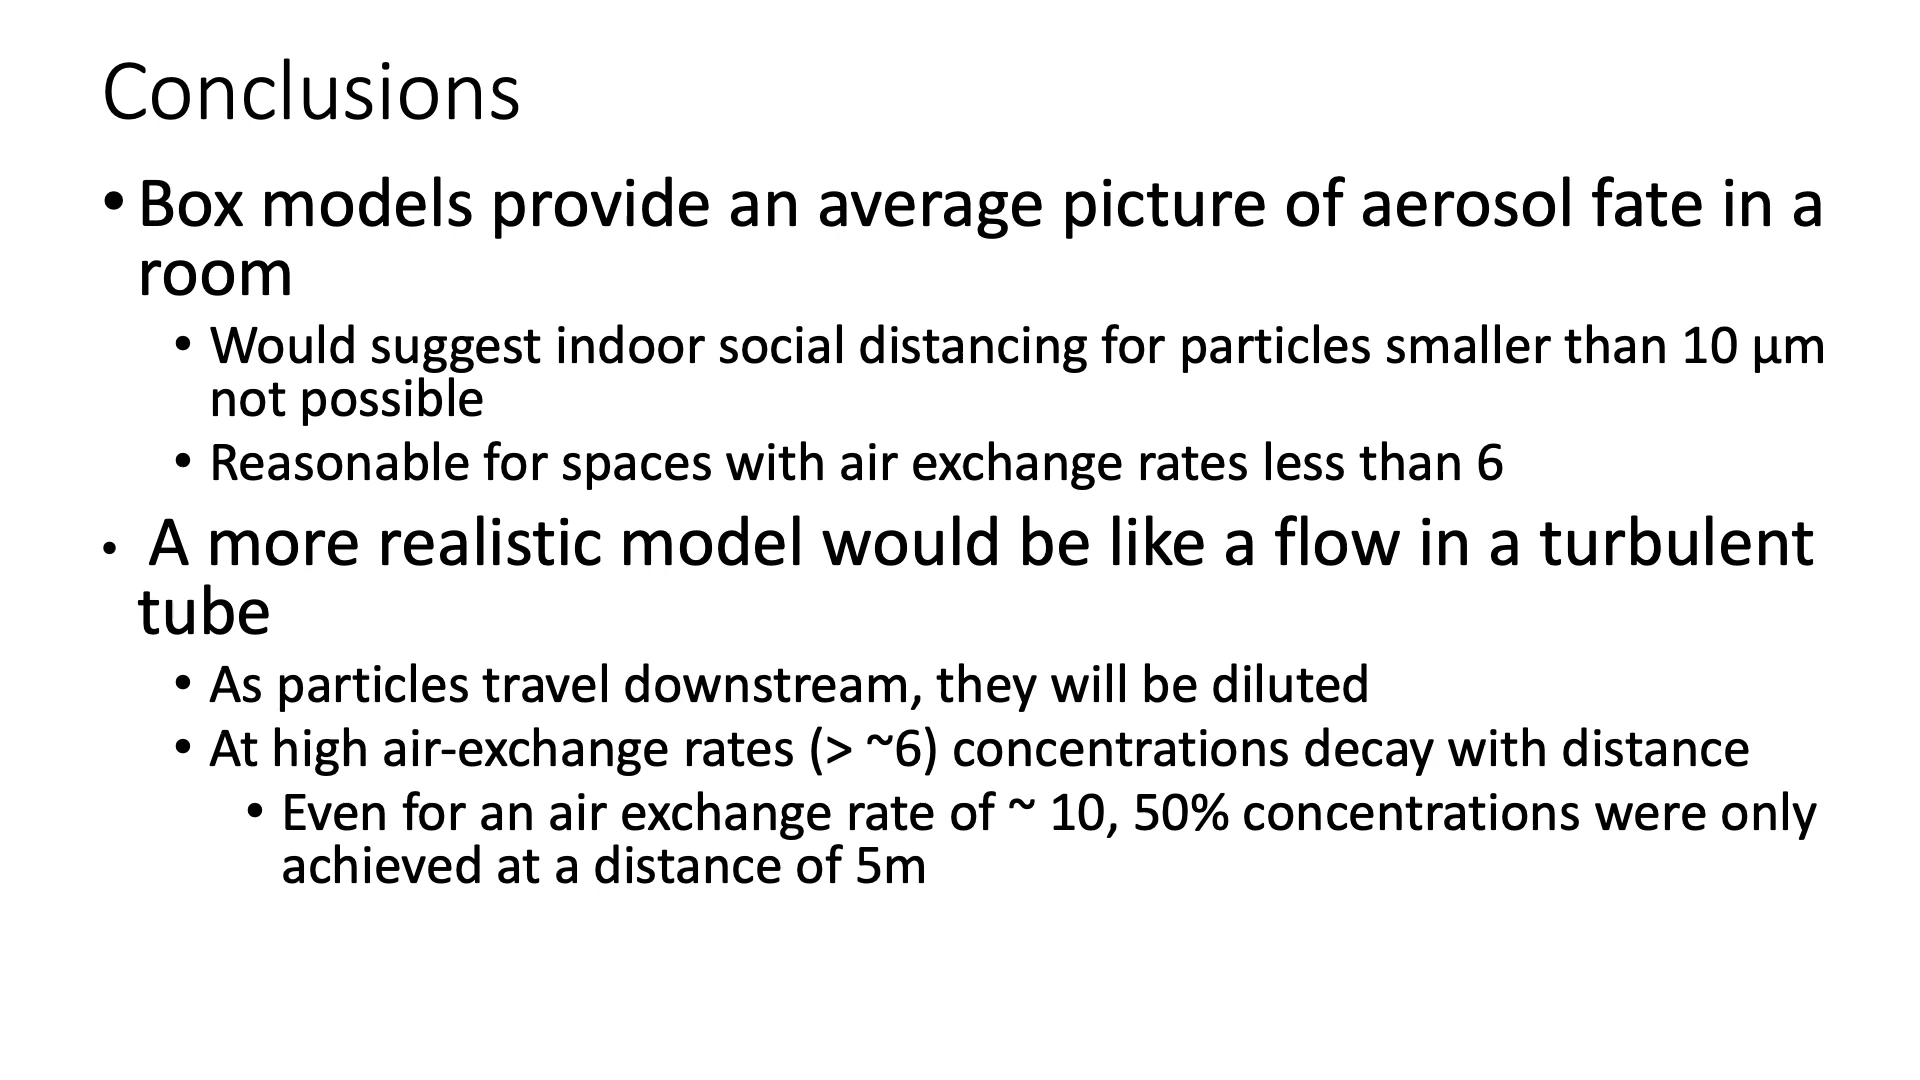 Conclusions
• Box models provide an average picture of aerosol fate in a
room
• Would suggest indoor social distancing for particles smaller than 10 µm
not possible
• Reasonable for spaces with air exchange rates less than 6
• A more realistic model would be like a flow in a turbulent
tube
• As particles travel downstream, they will be diluted
• At high air-exchange rates (> ~6) concentrations decay with distance
• Even for an air exchange rate of ~ 10, 50% concentrations were only
achieved at a distance of 5m